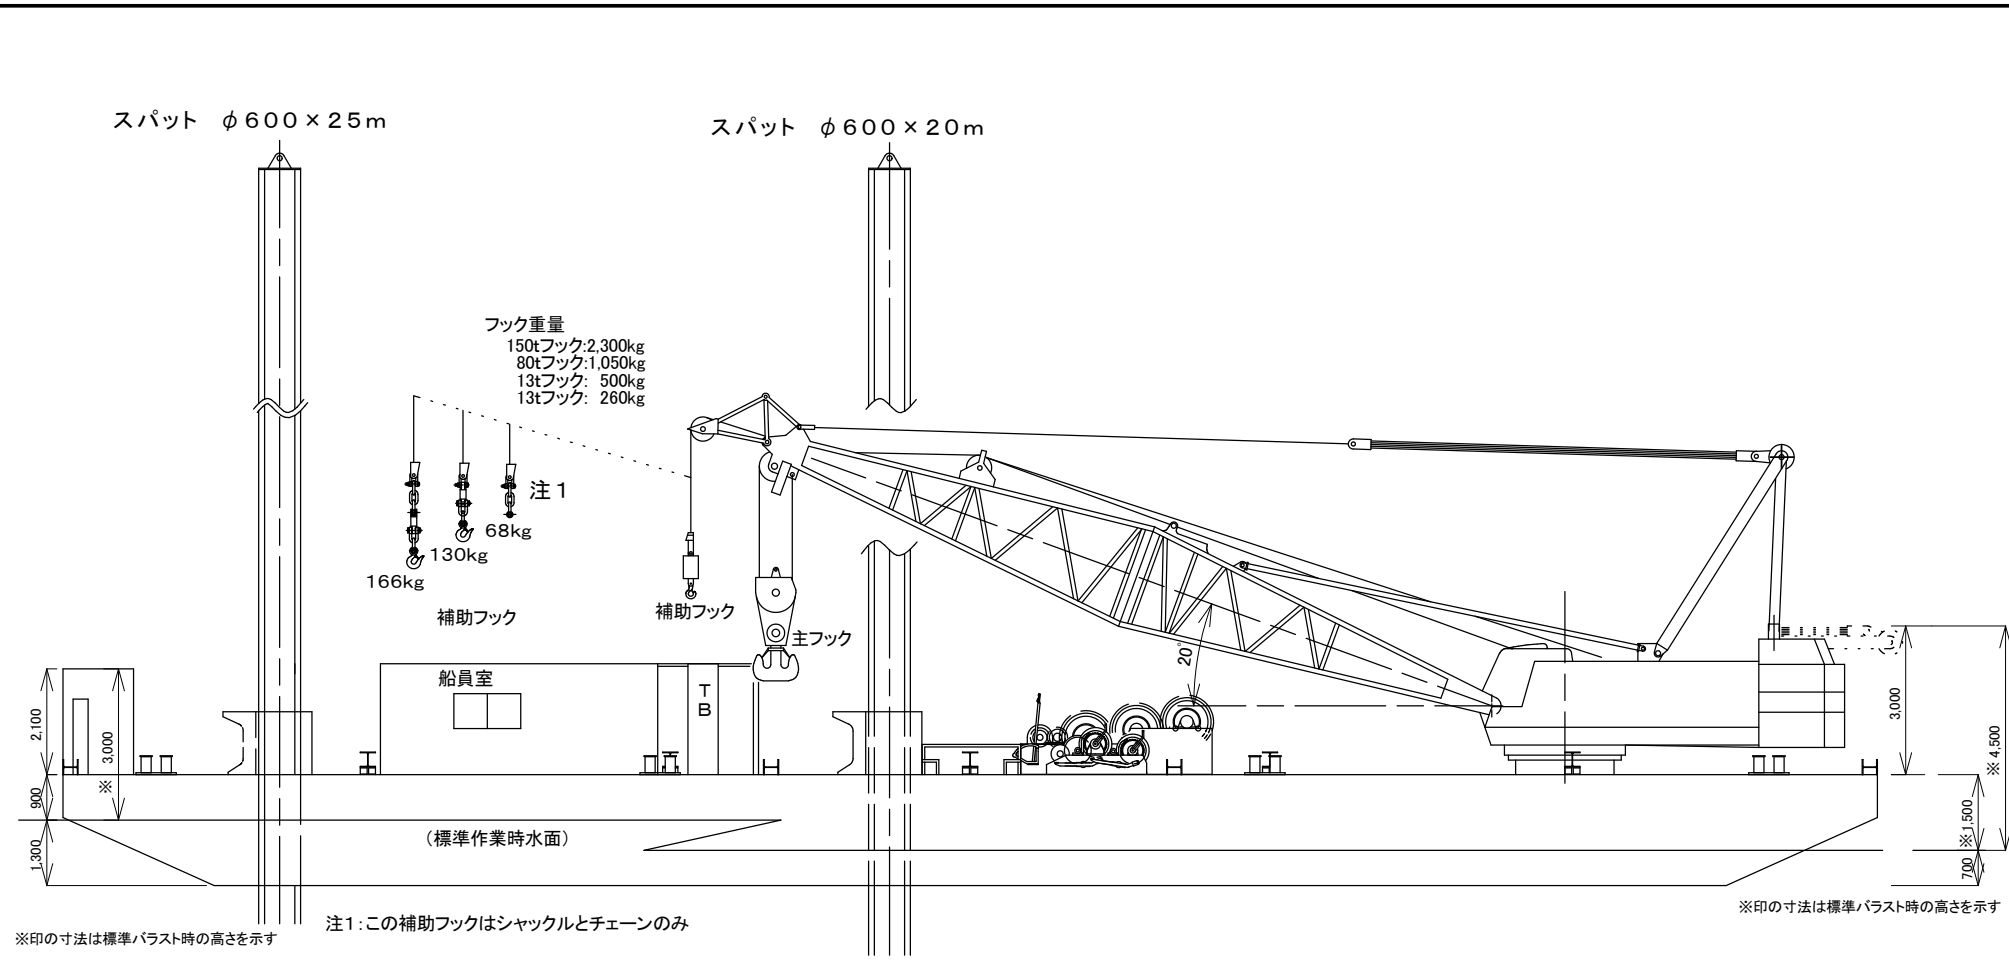 スパット　φ600×25m
スパット　φ600×20m
フック重量
150tフック:2,300kg
80tフック:1,050kg
13tフック:　500kg
13tフック:　260kg
注1
68kg
130kg
166kg
補助フック
補助フック
主フック
船員室
TB
20°
2,100
3,000
※
900
1,300
(標準作業時水面)
3,000
※4,500
※1,500
700
※印の寸法は標準バラスト時の高さを示す
注1:この補助フックはシャックルとチェーンのみ
※印の寸法は標準バラスト時の高さを示す